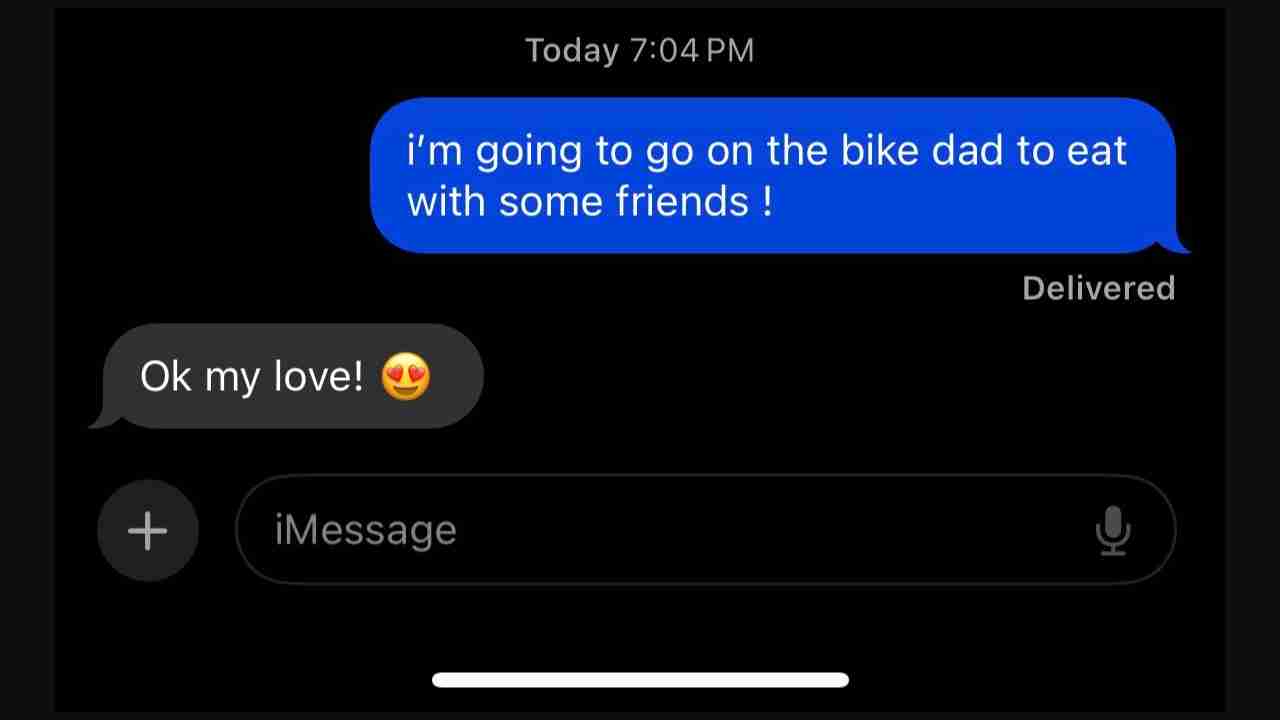 Today 7:04 PM
i’m going to go on the bike dad to eat
with some friends !
Delivered
Ok my love! 😍
iMessage